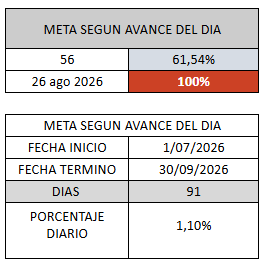 META SEGUN AVANCE DEL DIA
56 61,54%
26 ago 2026 100%
META SEGUN AVANCE DEL DIA
FECHA INICIO 1/07/2026
FECHA TERMINO 30/09/2026
DIAS 91
PORCENTAJE
DIARIO 1,10%